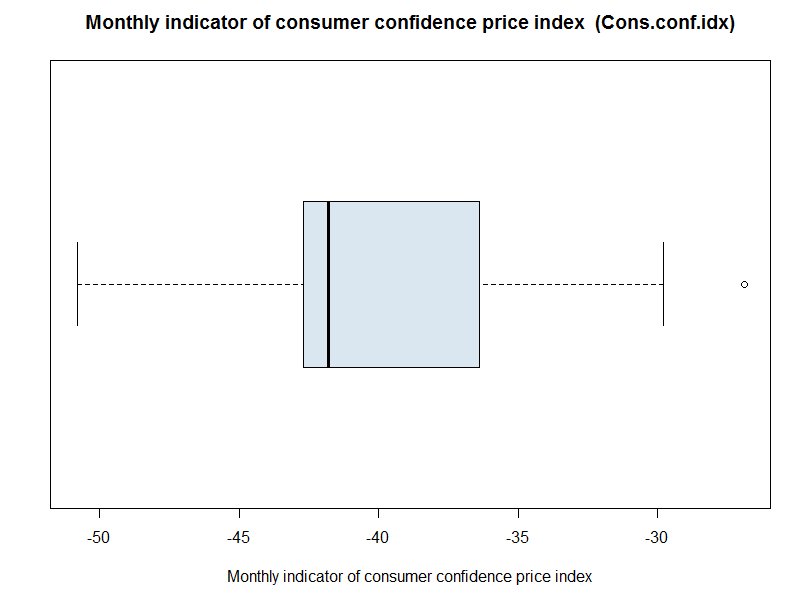 Monthly indicator of consumer confidence price index  (Cons.conf.idx)
-50 -45 -40 -35 -30
Monthly indicator of consumer confidence price index